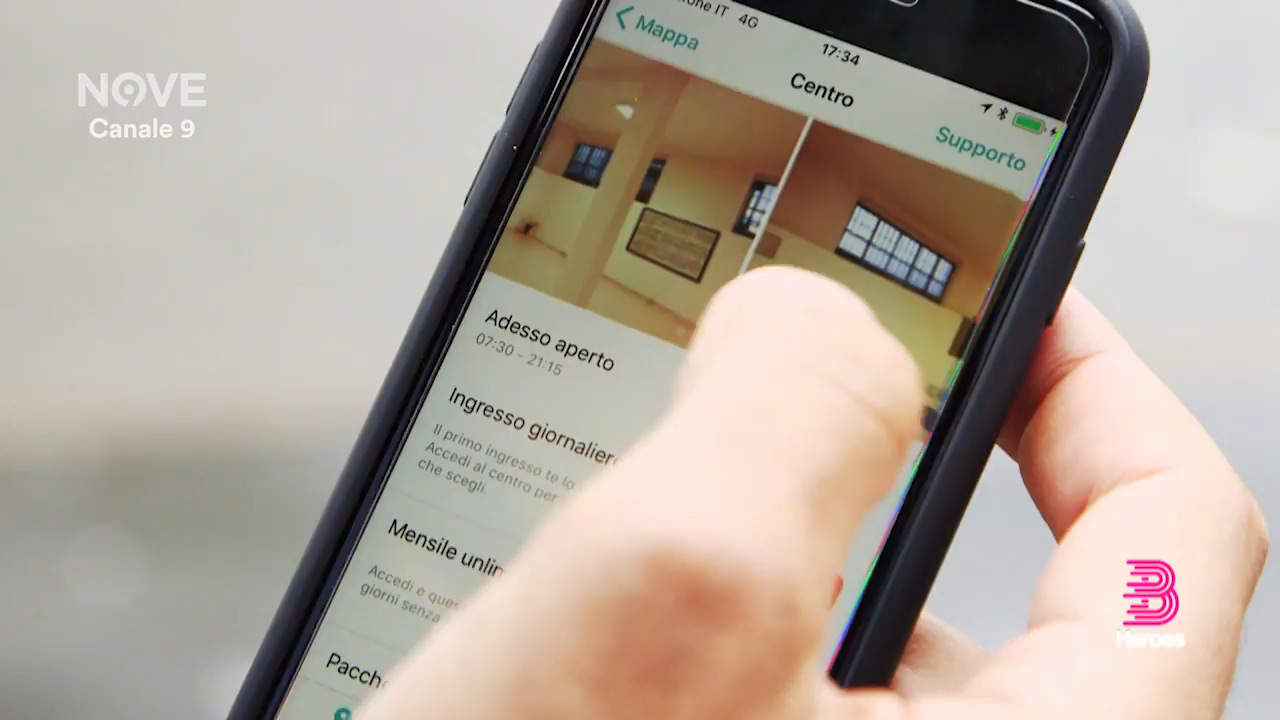 NOVE
Canale 9
IT 4G
17:34
Mappa
Centro
Supporto
Adesso aperto
07:30 - 21:15
Ingresso giornalier
Il primo ingresso te lo
Accedi al centro per
che scegli.
Mensile unlin
Accedi e ques
giorni senza
Pacch
B
Heroes